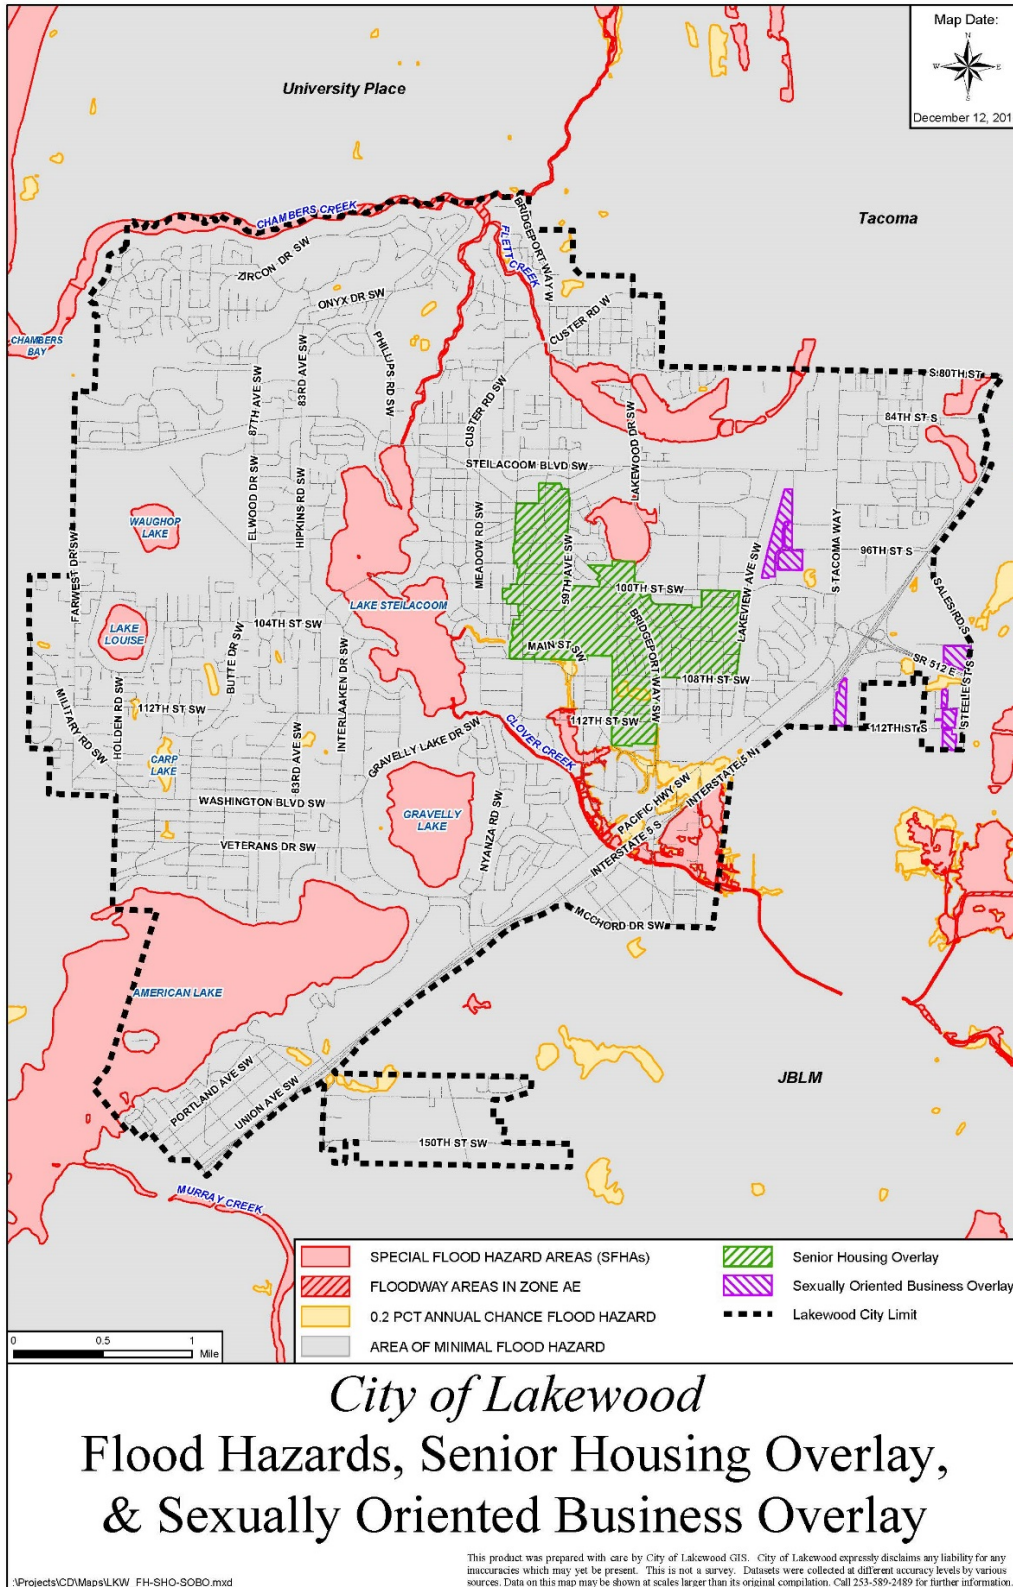 Map Date:
N
W E
S
December 12, 201
University Place
Tacoma
CHAMBERS CREEK
BRIDGEPORT WAY W
FLETT CREEK
ZIRCON DR SW
ONYX DR SW
CUSTER RD W
CHAMBERS
BAY
PHILLIPS RD SW
83RD AVE SW
87TH AVE SW
S 80TH ST
CUSTER RD SW
84TH ST S
LAKEWOOD DR SW
STEILACOOM BLVD SW
ELWOOD DR SW
HIPKINS RD SW
MEADOW RD SW
WAUGHOP
LAKE
FARWEST DR SW
59TH AVE SW
LAKEVIEW AVE SW
S TACOMA WAY
96TH ST S
100TH ST SW
SALES RD S
LAKE STEILACOOM
LAKE
LOUISE
104TH ST SW
BRIDGEPORT WAY SW
MAIN ST SW
BUTTE DR SW
INTERLAAKEN DR SW
108TH ST SW
SR 512 E
STEELE ST S
MILITARY RD SW
HOLDEN RD SW
112TH ST SW
112TH ST SW
112TH ST S
CLOVER CREEK
GRAVELLY LAKE DR SW
83RD AVE SW
CARP
LAKE
INTERSTATE 5 N
PACIFIC HWY SW
WASHINGTON BLVD SW
GRAVELLY
LAKE
NYANZA RD SW
INTERSTATE 5 S
VETERANS DR SW
MCCHORD DR SW
AMERICAN LAKE
PORTLAND AVE SW
UNION AVE SW
JBLM
150TH ST SW
MURRAY CREEK
SPECIAL FLOOD HAZARD AREAS (SFHAs)
FLOODWAY AREAS IN ZONE AE
0.2 PCT ANNUAL CHANCE FLOOD HAZARD
AREA OF MINIMAL FLOOD HAZARD
Senior Housing Overlay
Sexually Oriented Business Overlay
Lakewood City Limit
0 0.5 1
Mile
City of Lakewood
Flood Hazards, Senior Housing Overlay,
& Sexually Oriented Business Overlay
This product was prepared with care by City of Lakewood GIS. City of Lakewood expressly disclaims any liability for any
inaccuracies which may yet be present. This is not a survey. Datasets were collected at different accuracy levels by various
sources. Data on this map may be shown at scales larger than its original compilation. Call 253-589-2489 for further information.
:\Projects\CD\Maps\LKW_FH-SHO-SOBO.mxd